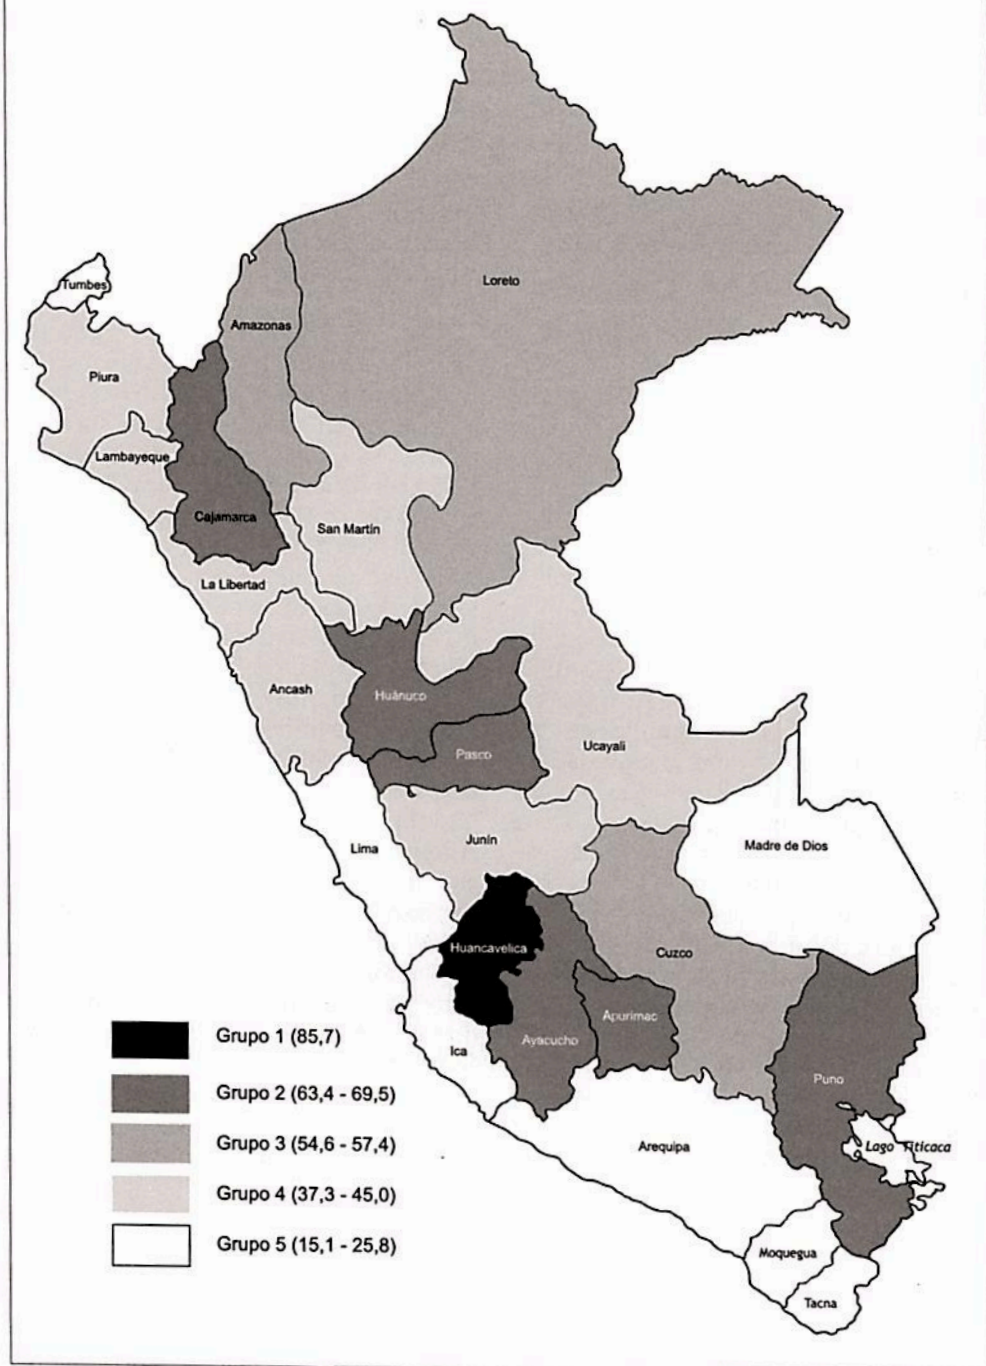 Loreto
Tumbes
Amazonas
Piura
Lambayeque
Cajamarca
San Martín
La Libertad
Ancash
Huánuco
Pasco
Ucayali
Junín
Lima
Madre de Dios
Huancavelica
Cuzco
Apurímac
Ayacucho
Ica
Puno
Arequipa
Lago Titicaca
Moquegua
Tacna
Grupo 1 (85,7)
Grupo 2 (63,4 - 69,5)
Grupo 3 (54,6 - 57,4)
Grupo 4 (37,3 - 45,0)
Grupo 5 (15,1 - 25,8)